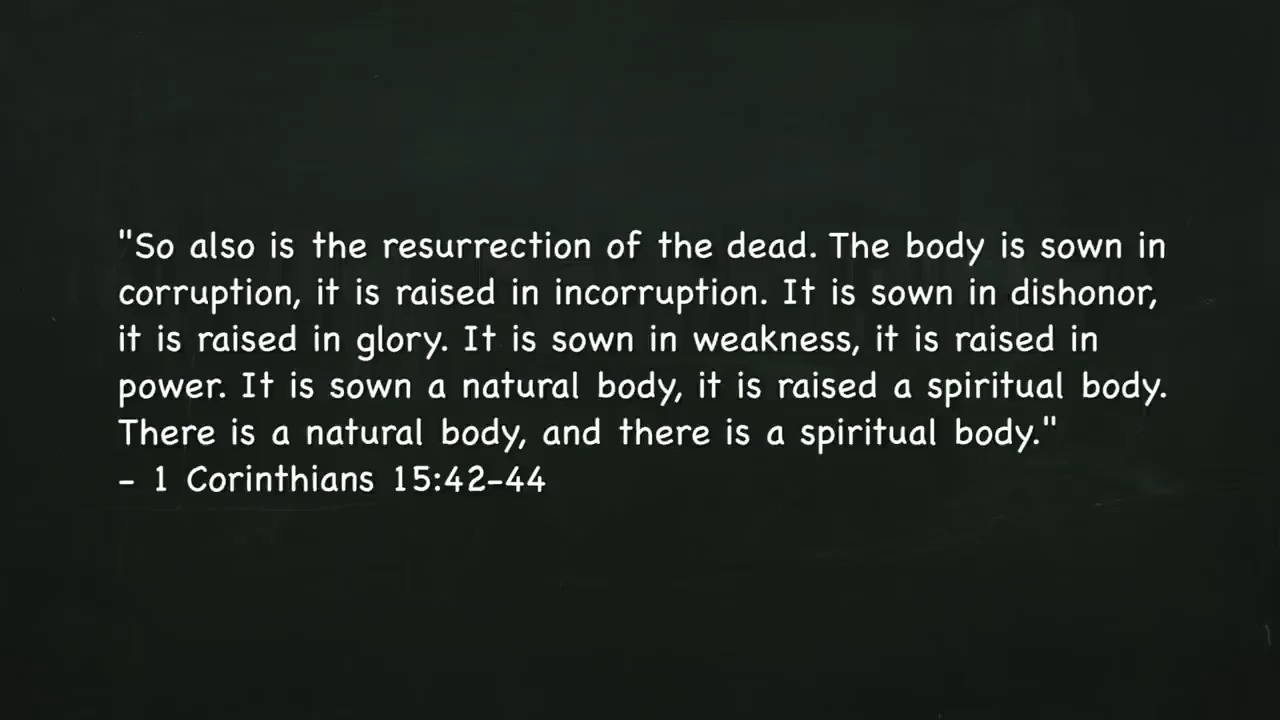 "So also is the resurrection of the dead. The body is sown in
corruption, it is raised in incorruption. It is sown in dishonor,
it is raised in glory. It is sown in weakness, it is raised in
power. It is sown a natural body, it is raised a spiritual body.
There is a natural body, and there is a spiritual body."
– 1 Corinthians 15:42–44